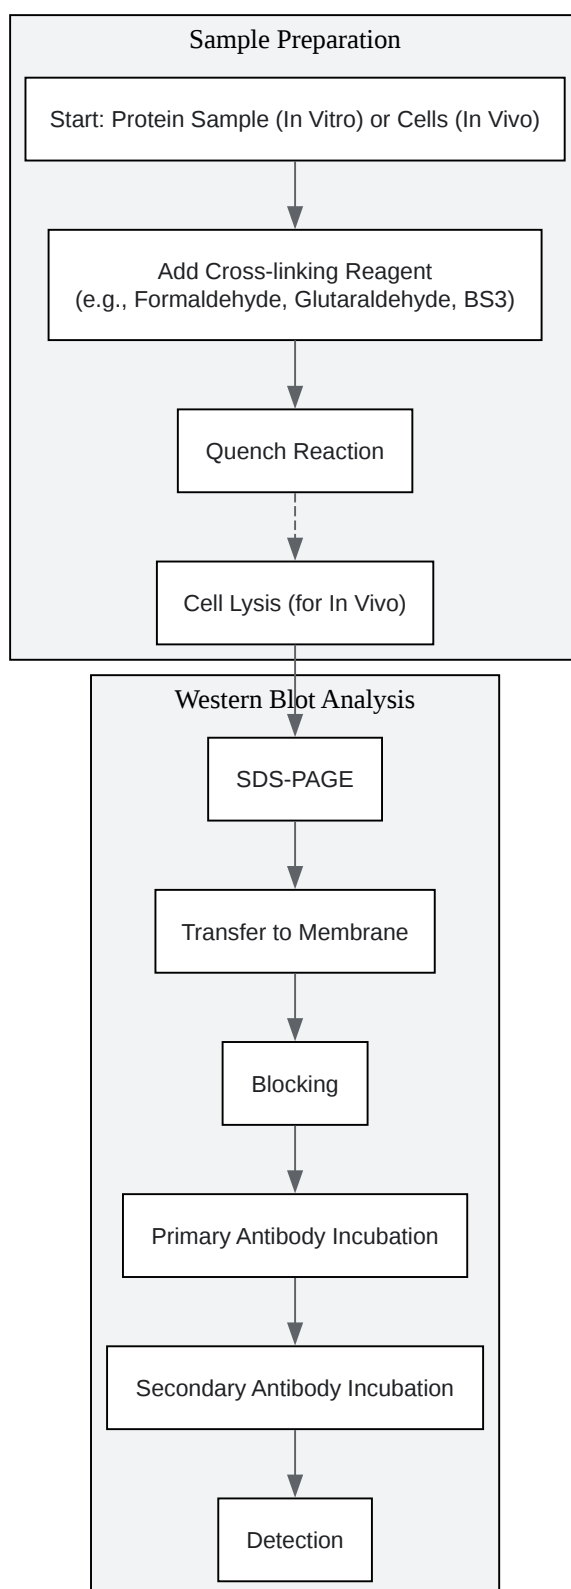 Sample Preparation
Start: Protein Sample (In Vitro) or Cells (In Vivo)
Add Cross-linking Reagent
(e.g., Formaldehyde, Glutaraldehyde, BS3)
Quench Reaction
Cell Lysis (for In Vivo)
Western Blot Analysis
SDS-PAGE
Transfer to Membrane
Blocking
Primary Antibody Incubation
Secondary Antibody Incubation
Detection